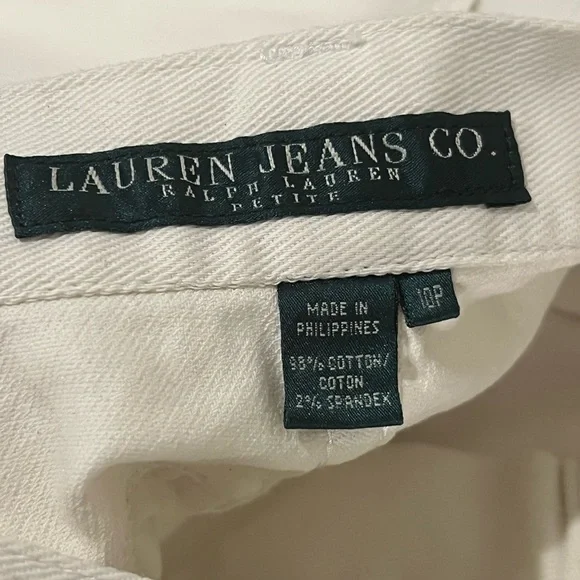 LAUREN JEANS CO.
RALPH LAUREN
PETITE
10P
MADE IN
PHILIPPINES
98% COTTON/
COTON
2% SPANDEX